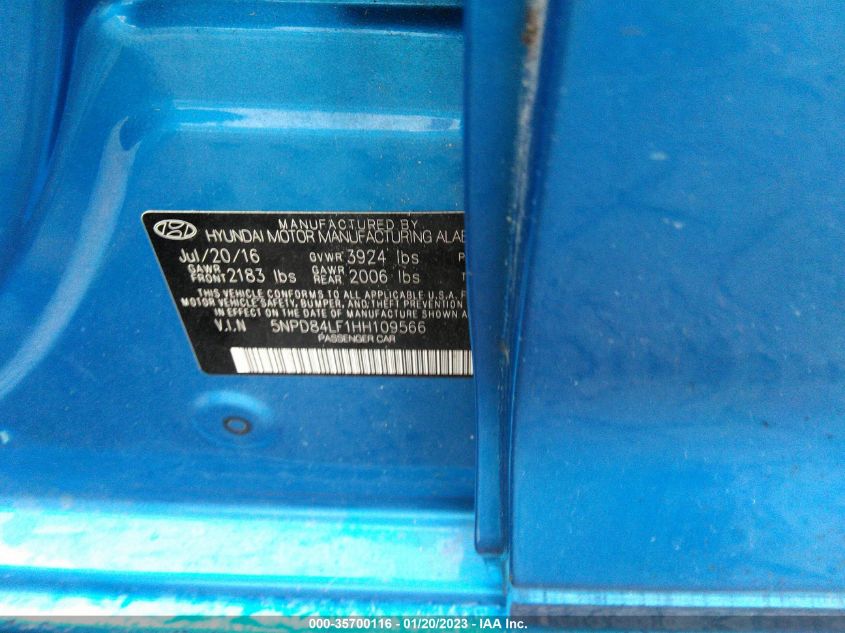 MANUFACTURED BY
HYUNDAI MOTOR MANUFACTURING ALAB
Jul/20/16 GVWR 3924 lbs P
GAWR FRONT 2183 lbs GAWR REAR 2006 lbs T
THIS VEHICLE CONFORMS TO ALL APPLICABLE U.S.A. F
MOTOR VEHICLE SAFETY, BUMPER, AND THEFT PREVENTION
IN EFFECT ON THE DATE OF MANUFACTURE SHOWN A
V.I.N 5NPD84LF1HH109566
PASSENGER CAR
000-35700116 - 01/20/2023 - IAA Inc.